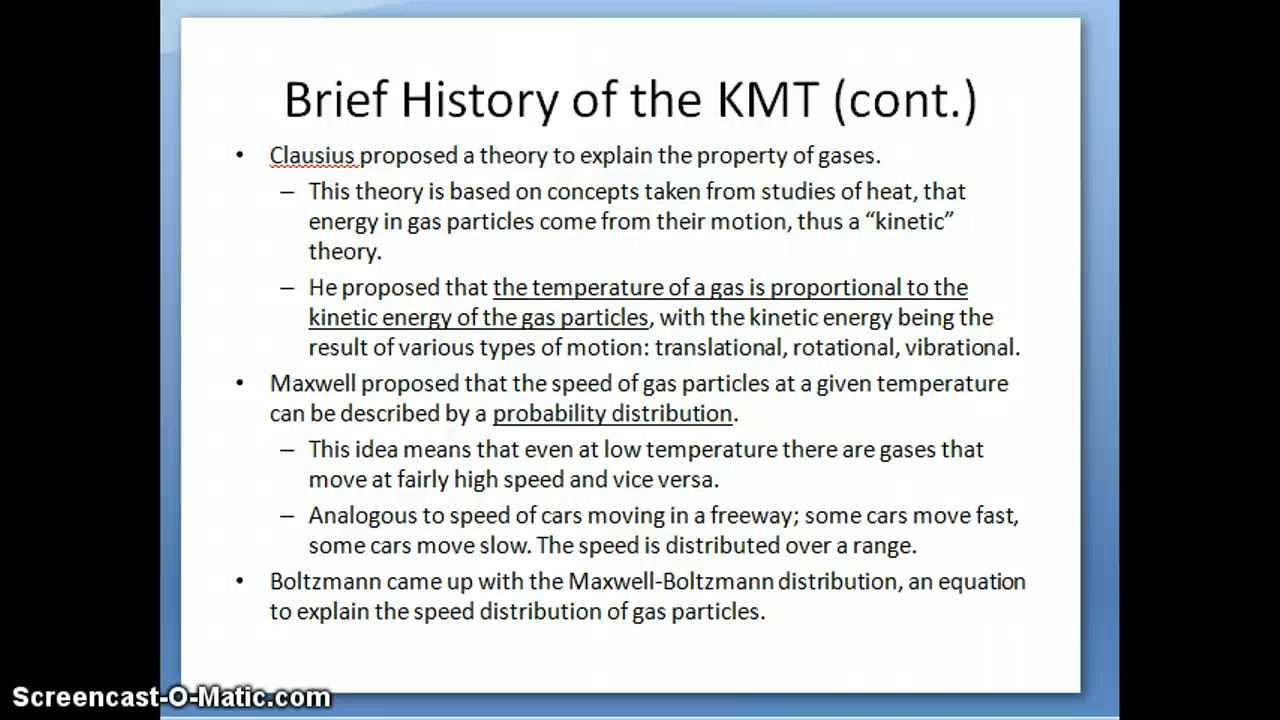 Brief History of the KMT (cont.)
• Clausius proposed a theory to explain the property of gases.
– This theory is based on concepts taken from studies of heat, that
energy in gas particles come from their motion, thus a “kinetic”
theory.
– He proposed that the temperature of a gas is proportional to the
kinetic energy of the gas particles, with the kinetic energy being the
result of various types of motion: translational, rotational, vibrational.
• Maxwell proposed that the speed of gas particles at a given temperature
can be described by a probability distribution.
– This idea means that even at low temperature there are gases that
move at fairly high speed and vice versa.
– Analogous to speed of cars moving in a freeway; some cars move fast,
some cars move slow. The speed is distributed over a range.
• Boltzmann came up with the Maxwell-Boltzmann distribution, an equation
to explain the speed distribution of gas particles.
Screencast-O-Matic.com